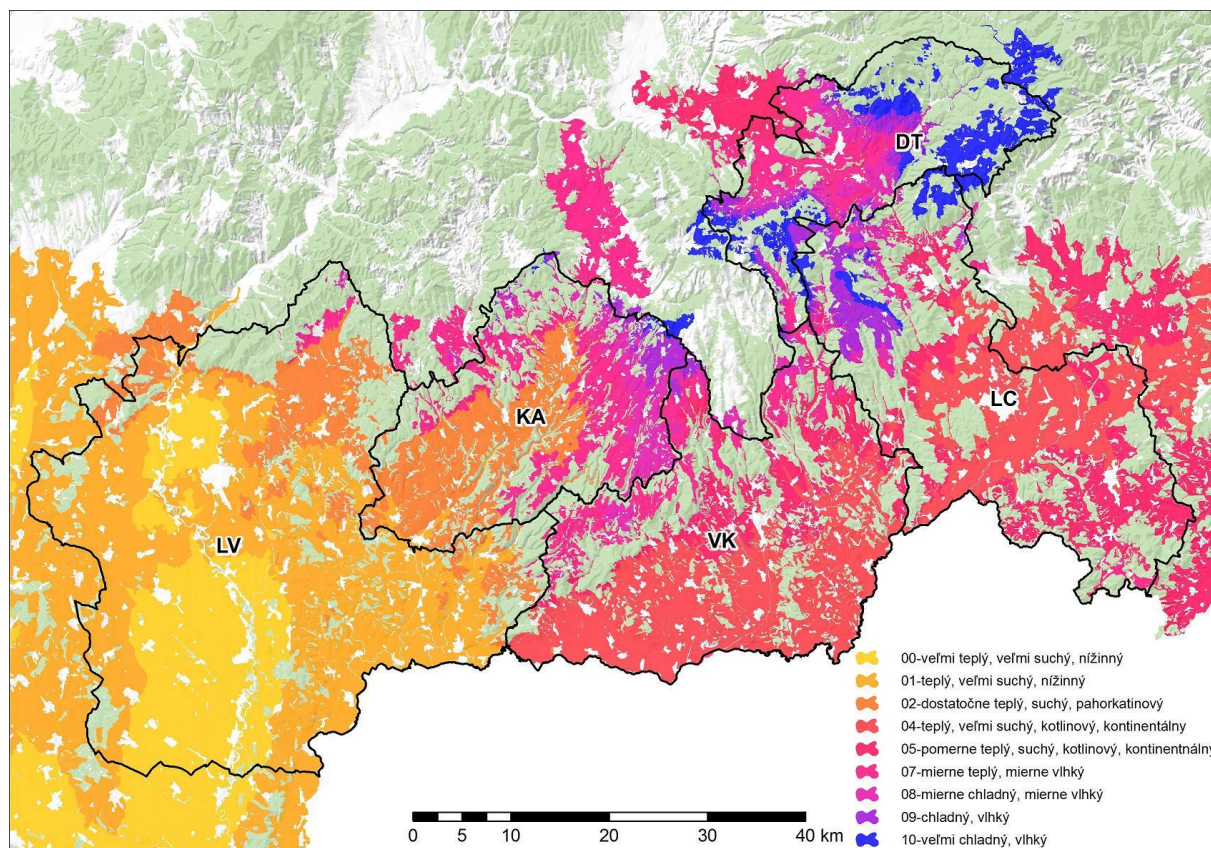 DT
LC
KA
LV
VK
00-veľmi teplý, veľmi suchý, nížinný
01-teplý, veľmi suchý, nížinný
02-dostatočne teplý, suchý, pahorkatinový
04-teplý, veľmi suchý, kotlinový, kontinentálny
05-pomerne teplý, suchý, kotlinový, kontinentnálny
07-mierne teplý, mierne vlhký
08-mierne chladný, mierne vlhký
09-chladný, vlhký
10-veľmi chladný, vlhký
0 5 10 20 30 40 km